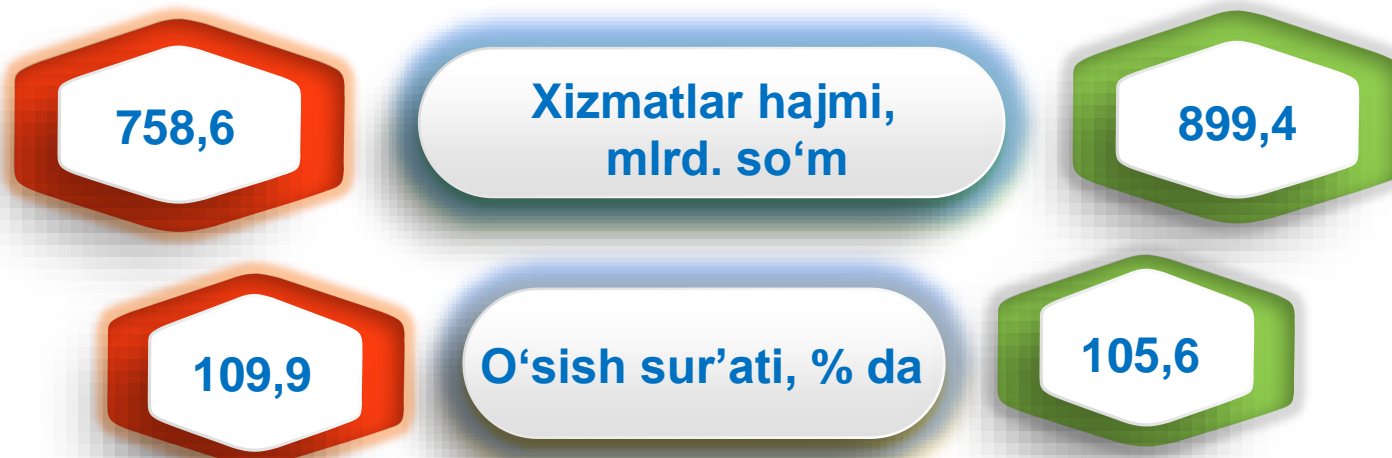 758,6
Xizmatlar hajmi,
mlrd. so‘m
899,4
109,9
O‘sish sur’ati, % da
105,6